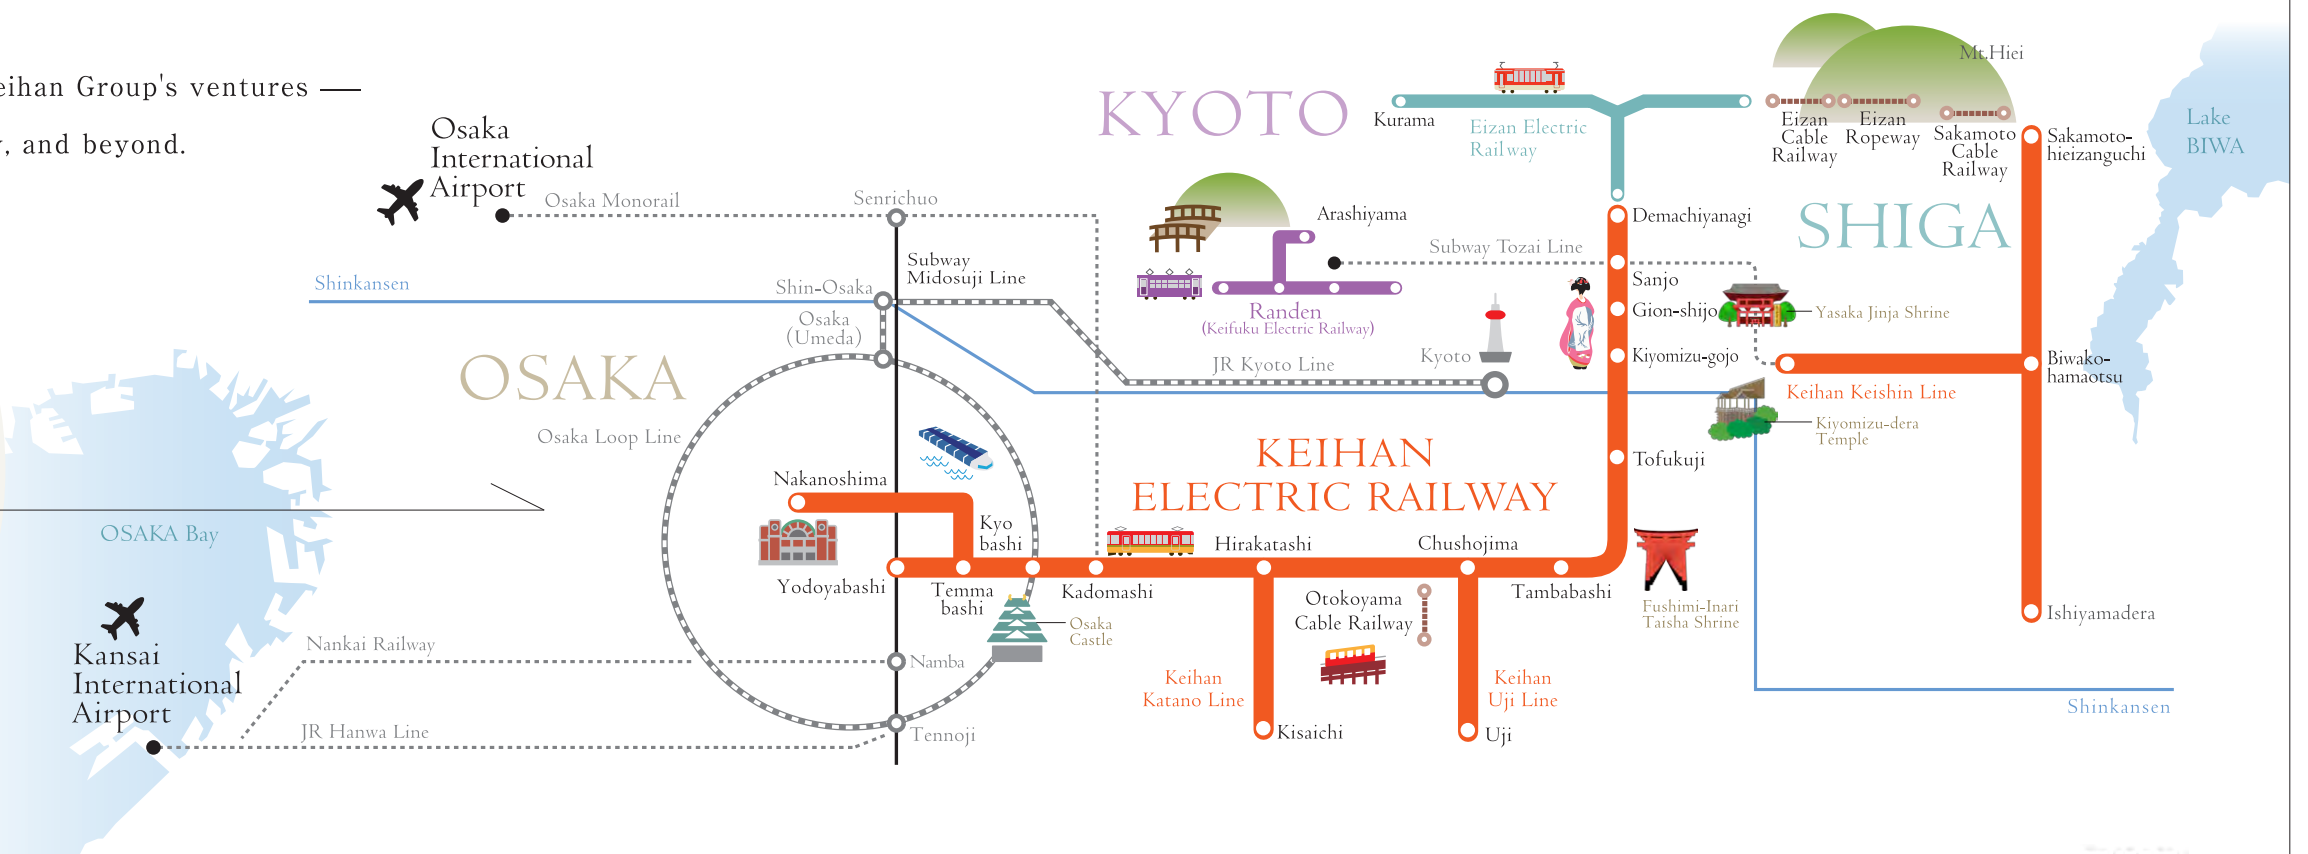 eihan Group's ventures —
, and beyond.
Osaka
International
Airport
Osaka Monorail
Senrichuo
Subway
Midosuji Line
Shinkansen
Shin-Osaka
Osaka
(Umeda)
OSAKA
Osaka Loop Line
Nakanoshima
Kyo
bashi
Yodoyabashi
Temma
bashi
Osaka
Castle
OSAKA Bay
Kansai
International
Airport
Nankai Railway
Namba
JR Hanwa Line
Tennoji
KYOTO
Kurama
Eizan Electric
Railway
Arashiyama
Randen
(Keifuku Electric Railway)
Subway Tozai Line
JR Kyoto Line
Kyoto
Demachiyanagi
Sanjo
Gion-shijo
Kiyomizu-gojo
Tofukuji
KEIHAN
ELECTRIC RAILWAY
Kadomashi
Hirakatashi
Chushojima
Tambabashi
Otokoyama
Cable Railway
Keihan
Katano Line
Kisaichi
Keihan
Uji Line
Uji
Fushimi-Inari
Taisha Shrine
Mt.Hiei
Eizan
Cable
Railway
Eizan
Ropeway
Sakamoto
Cable
Railway
Sakamoto-
hieizanguchi
Lake
BIWA
SHIGA
Yasaka Jinja Shrine
Biwako-
hamaotsu
Keihan Keishin Line
Kiyomizu-dera
Temple
Ishiyamadera
Shinkansen